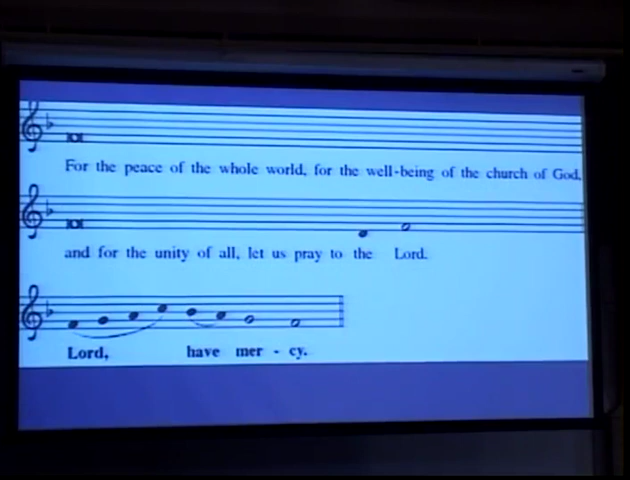 For the peace of the whole world, for the well-being of the church of God,
and for the unity of all, let us pray to the Lord.
Lord, have mer - cy.